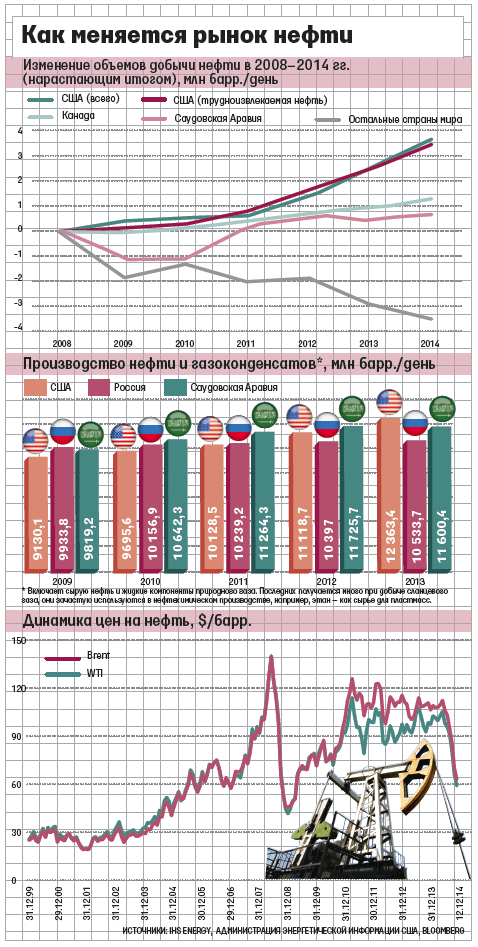 Как меняется рынок нефти
Изменение объемов добычи нефти в 2008–2014 гг.
(нарастающим итогом), млн барр./день
США (всего)
США (трудноизвлекаемая нефть)
Канада
Саудовская Аравия
Остальные страны мира
4
3
2
1
0
-1
-2
-3
-4
2008 2009 2010 2011 2012 2013 2014
Производство нефти и газоконденсатов*, млн барр./день
США
Россия
Саудовская Аравия
9130,1
9933,8
9819,2
9695,6
10 156,9
10 642,3
10 128,5
10 239,2
11 264,3
11 118,7
10 397
11 725,7
12 363,4
10 533,7
11 600,4
2009 2010 2011 2012 2013
* Включает сырую нефть и жидкие компоненты природного газа. Последних получается много при добыче сланцевого
газа, они зачастую используются в нефтехимическом производстве, например, этан – как сырье для пластмасс.
Динамика цен на нефть, $/барр.
150
120
90
60
30
0
Brent
WTI
31.12.99
29.12.00
31.12.01
31.12.02
31.12.03
31.12.04
30.12.05
29.12.06
31.12.07
31.12.08
31.12.09
31.12.10
30.12.11
31.12.12
31.12.13
12.12.14
ИСТОЧНИКИ: IHS ENERGY, АДМИНИСТРАЦИЯ ЭНЕРГЕТИЧЕСКОЙ ИНФОРМАЦИИ США, BLOOMBERG